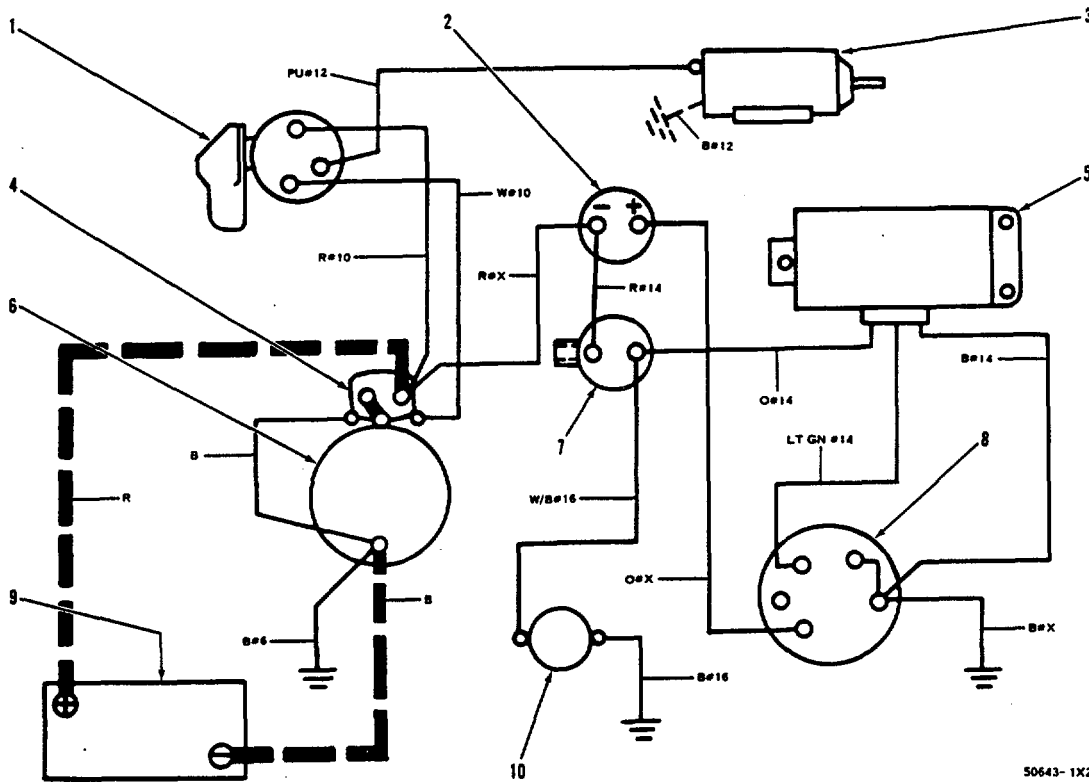 1
2
3
PU#12
B#12
4
W#10
5
R#10
R#X
R#14
6
B#14
O#14
7
LT GN #14
8
B
W/B#16
R
O#X
9
B
B#6
B#X
B#16
10
50643-1X2
− +
+
−